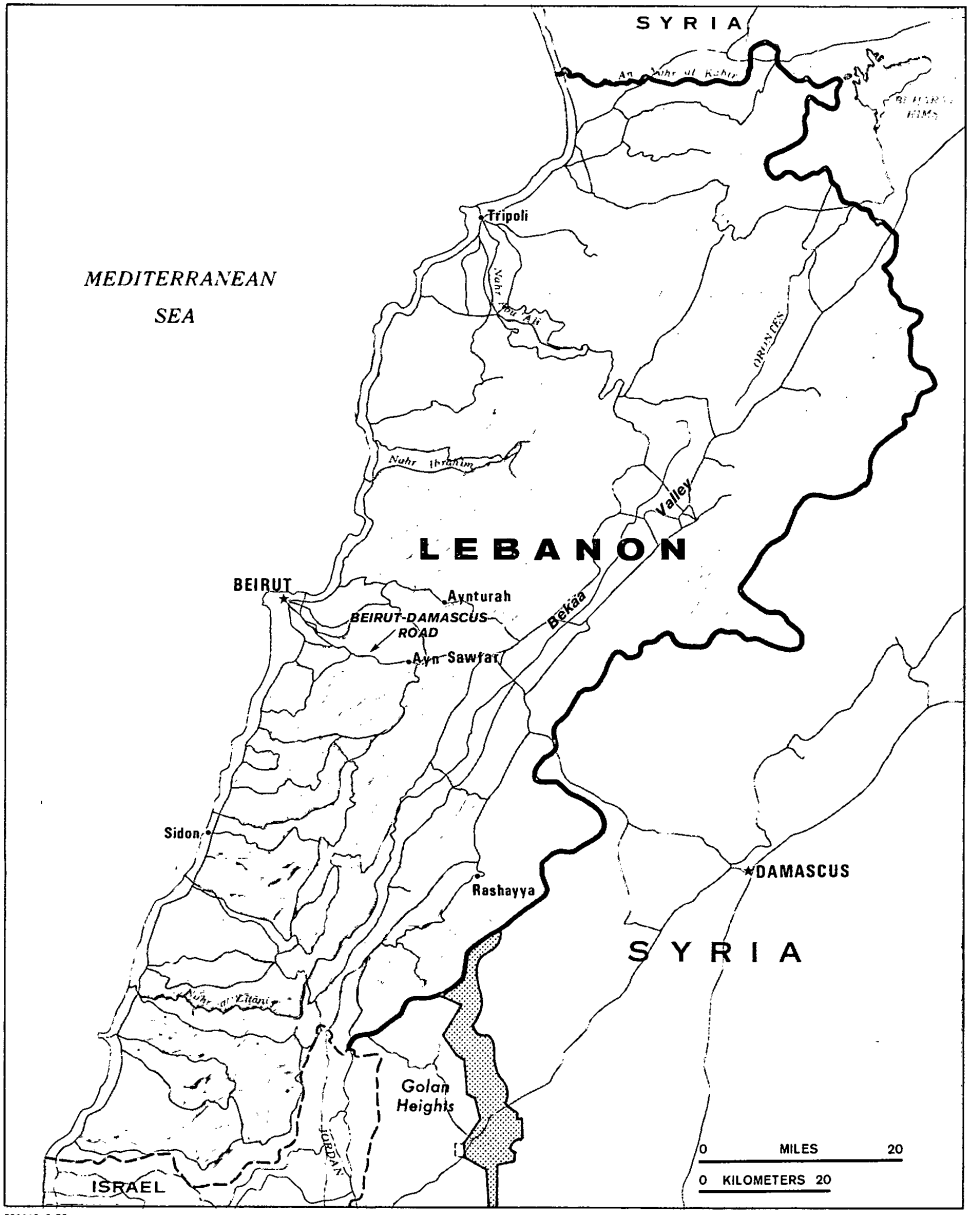 SYRIA
An Nahr al Kabir
Tripoli
MEDITERRANEAN
SEA
Nahr
Abu Ali
ORONTES
Nahr Ibrahim
Valley
LEBANON
BEIRUT
Aynturah
Bekaa
BEIRUT-DAMASCUS
ROAD
Ayn Sawfar
Sidon
DAMASCUS
Rashayya
SYRIA
Nahr al Litani
Golan
Heights
JORDAN
ISRAEL
0 MILES 20
0 KILOMETERS 20